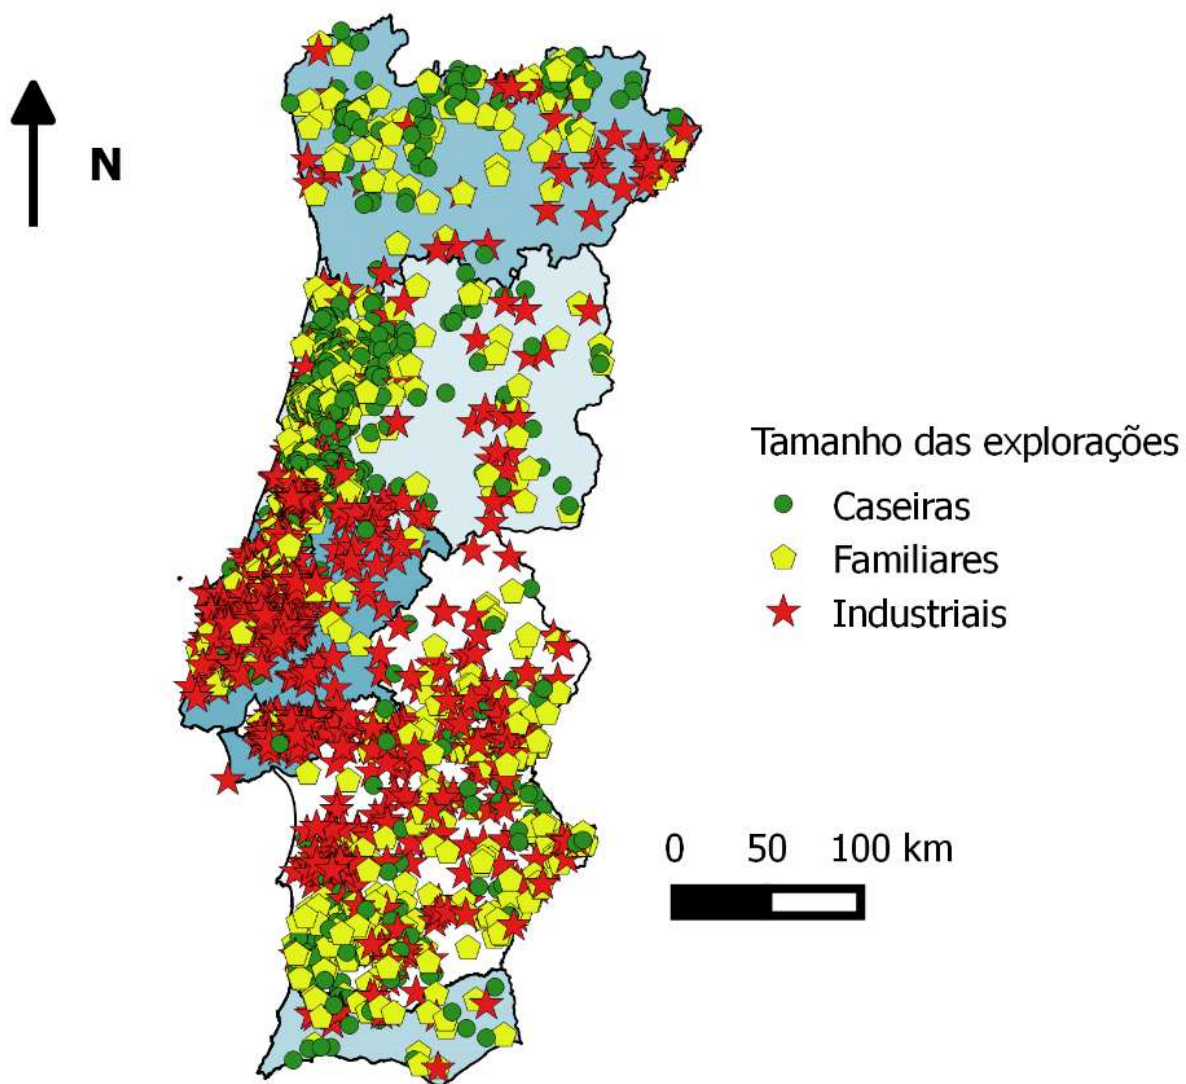 N
Tamanho das explorações
Caseiras
Familiares
Industriais
0 50 100 km